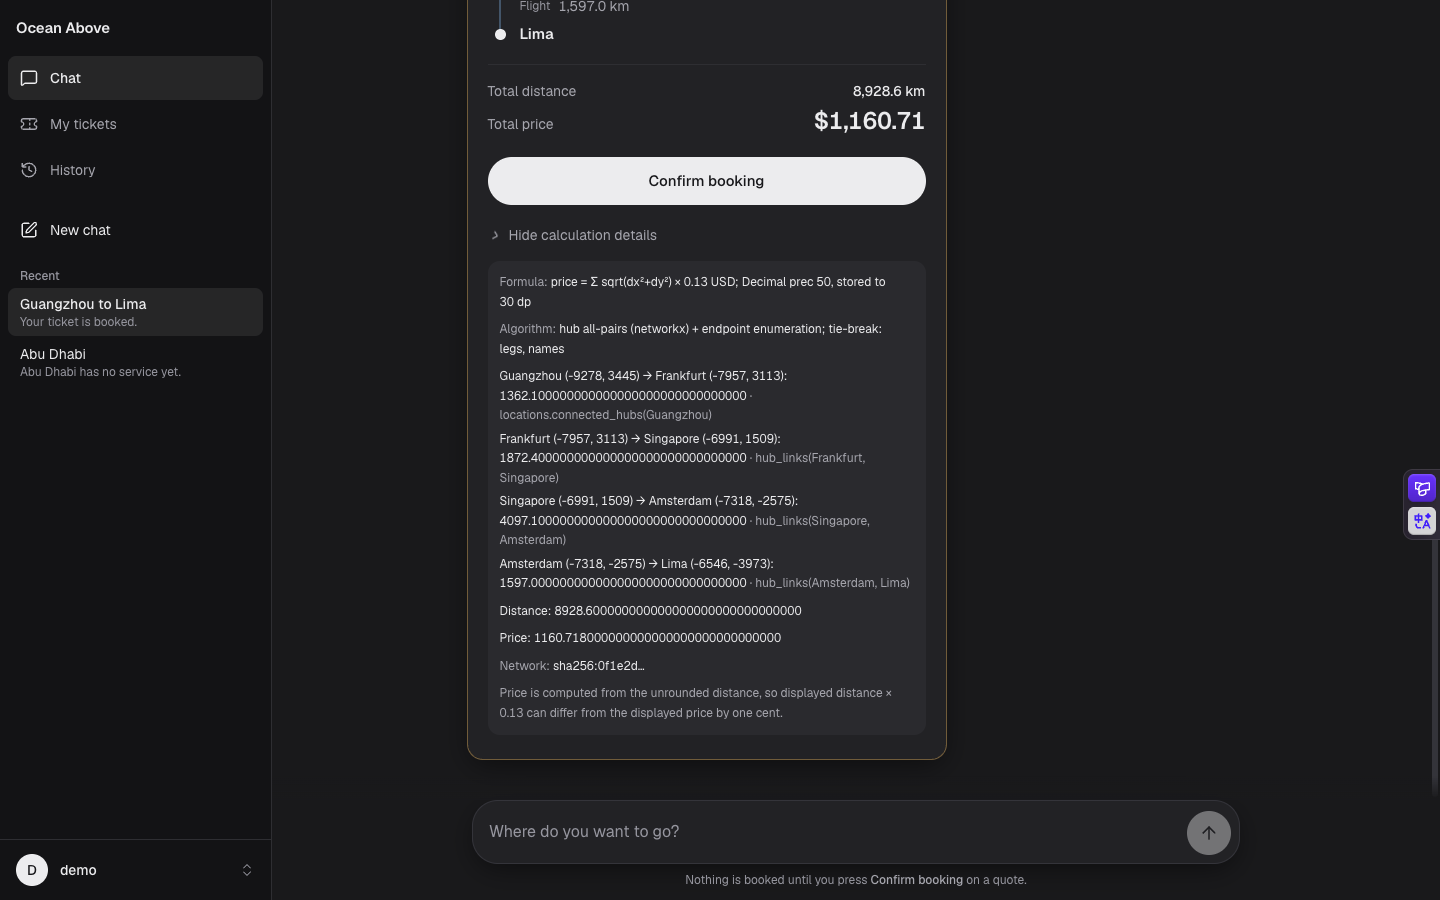 Ocean Above
Chat
My tickets
History
New chat
Recent
Guangzhou to Lima
Your ticket is booked.
Abu Dhabi
Abu Dhabi has no service yet.
D
demo
Flight 1,597.0 km
Lima
Total distance 8,928.6 km
Total price $1,160.71
Confirm booking
Hide calculation details
Formula: price = Σ sqrt(dx²+dy²) × 0.13 USD; Decimal prec 50, stored to
30 dp
Algorithm: hub all-pairs (networkx) + endpoint enumeration; tie-break:
legs, names
Guangzhou (-9278, 3445) → Frankfurt (-7957, 3113):
1362.100000000000000000000000000000 ·
locations.connected_hubs(Guangzhou)
Frankfurt (-7957, 3113) → Singapore (-6991, 1509):
1872.400000000000000000000000000000 · hub_links(Frankfurt,
Singapore)
Singapore (-6991, 1509) → Amsterdam (-7318, -2575):
4097.100000000000000000000000000000 · hub_links(Singapore,
Amsterdam)
Amsterdam (-7318, -2575) → Lima (-6546, -3973):
1597.000000000000000000000000000000 · hub_links(Amsterdam, Lima)
Distance: 8928.600000000000000000000000000000
Price: 1160.718000000000000000000000000000
Network: sha256:0f1e2d…
Price is computed from the unrounded distance, so displayed distance ×
0.13 can differ from the displayed price by one cent.
Where do you want to go?
Nothing is booked until you press Confirm booking on a quote.
中A